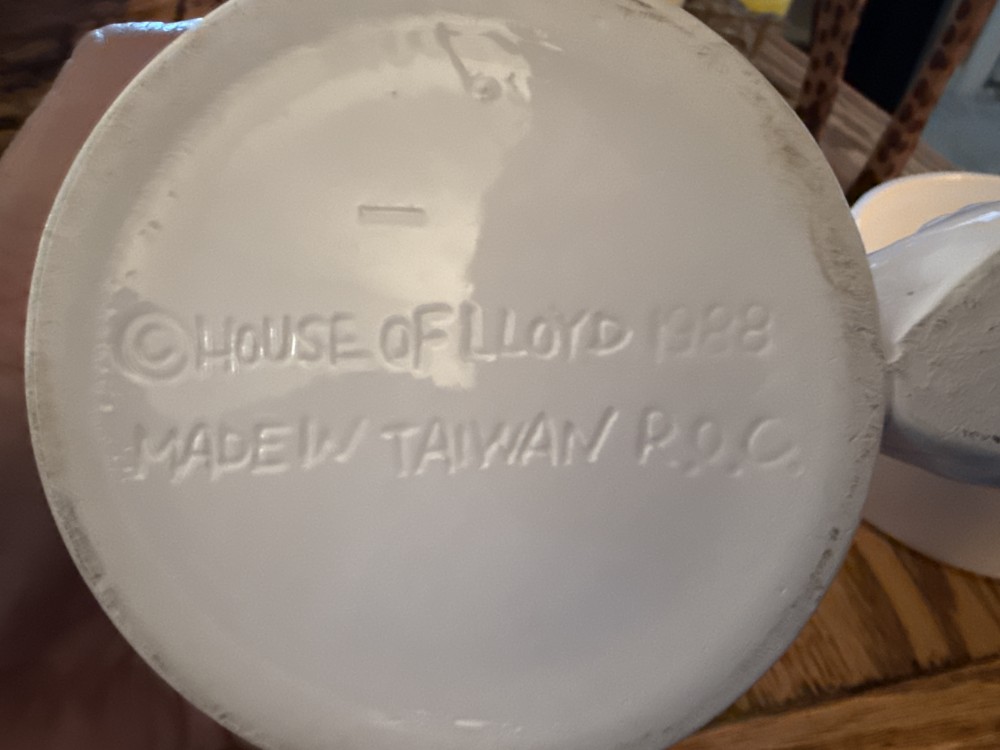 ©HOUSE OF LLOYD 1988
MADE IN TAIWAN R.O.C.